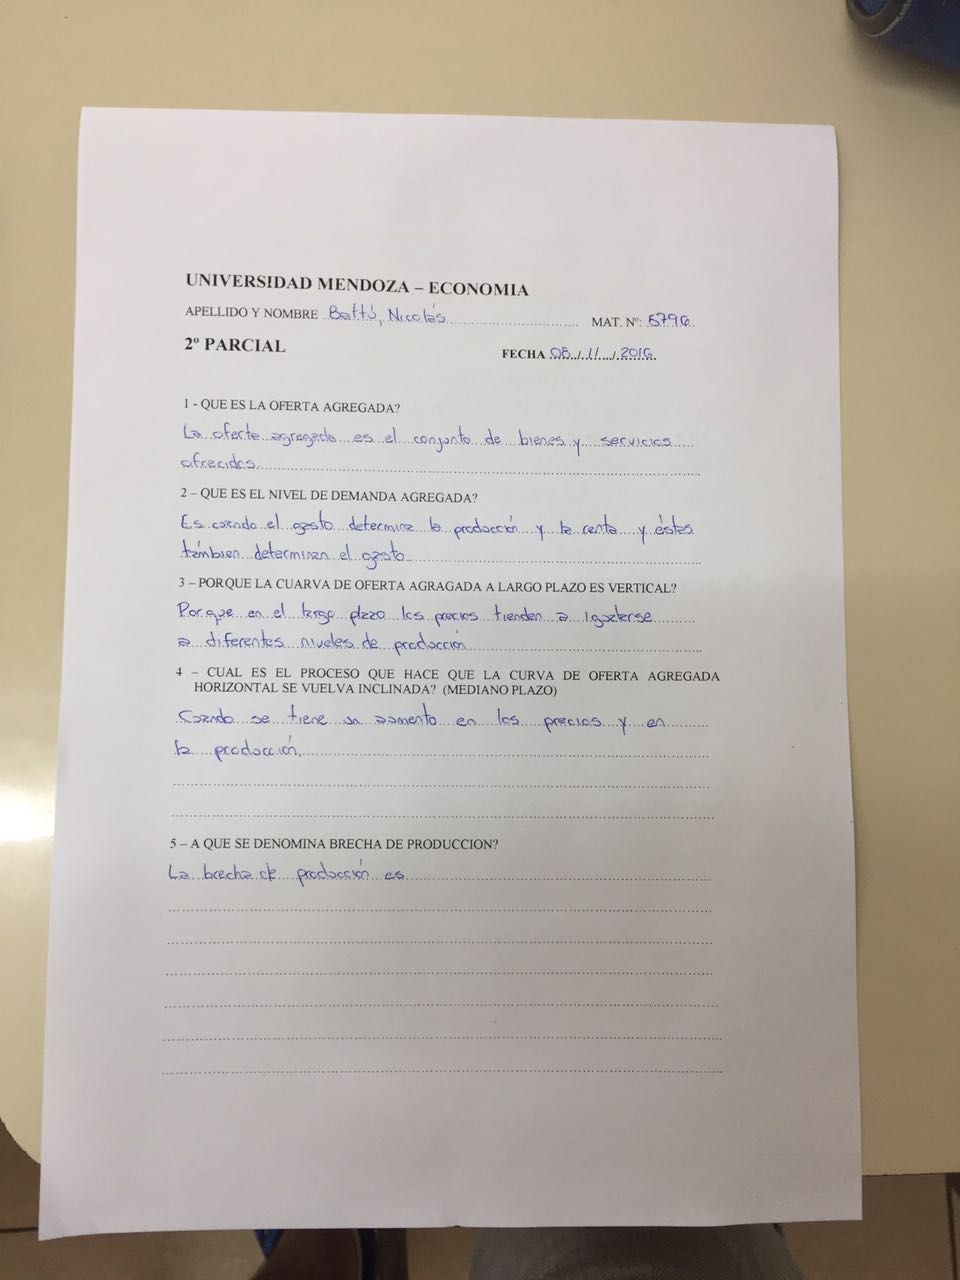 UNIVERSIDAD MENDOZA – ECONOMIA
APELLIDO Y NOMBRE Battú, Nicolás MAT. Nº: 5796
2º PARCIAL FECHA 08/11/2016
1 - QUE ES LA OFERTA AGREGADA?
La oferta agregada es el conjunto de bienes y servicios
ofrecidos.
2 – QUE ES EL NIVEL DE DEMANDA AGREGADA?
Es cuando el gasto determina la producción y la renta y éstas
támbien determinan el gasto.
3 – PORQUE LA CUARVA DE OFERTA AGRAGADA A LARGO PLAZO ES VERTICAL?
Porque en el largo plazo los precios tienden a igualarse
a diferentes niveles de producción
4 – CUAL ES EL PROCESO QUE HACE QUE LA CURVA DE OFERTA AGREGADA
HORIZONTAL SE VUELVA INCLINADA? (MEDIANO PLAZO)
Cuando se tiene un aumento en los precios y en
la producción.
5 – A QUE SE DENOMINA BRECHA DE PRODUCCION?
La brecha de producción es